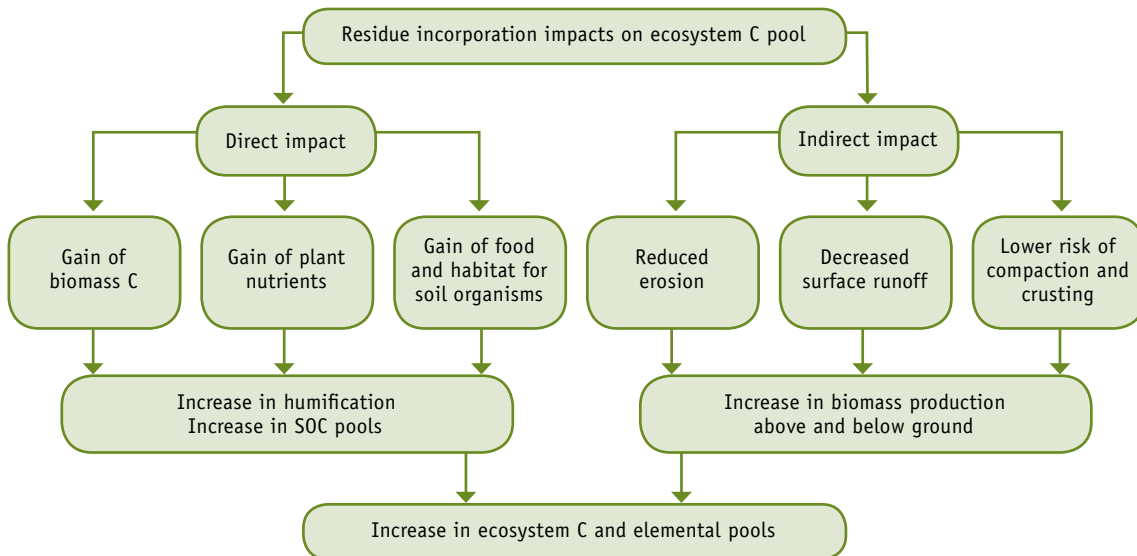 Residue incorporation impacts on ecosystem C pool
Direct impact
Indirect impact
Gain of
biomass C
Gain of plant
nutrients
Gain of food
and habitat for
soil organisms
Reduced
erosion
Decreased
surface runoff
Lower risk of
compaction and
crusting
Increase in humification
Increase in SOC pools
Increase in biomass production
above and below ground
Increase in ecosystem C and elemental pools